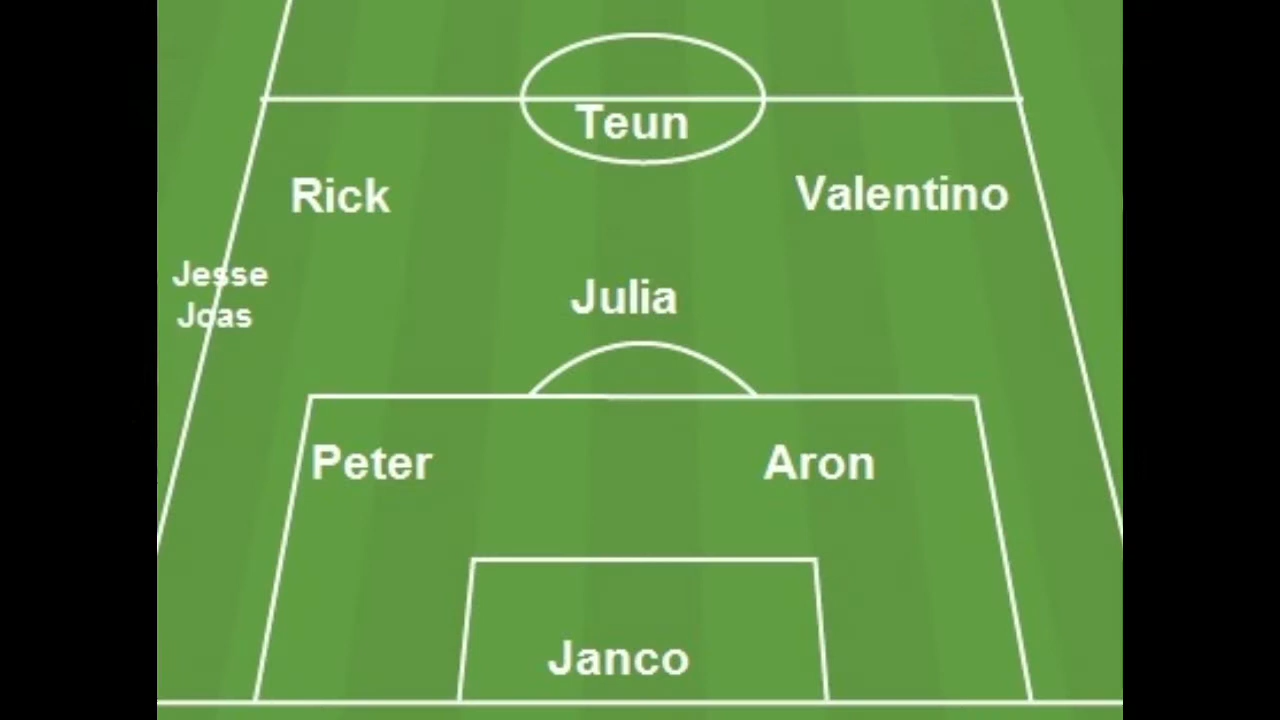 Teun
Rick
Valentino
Jesse
Joas
Julia
Peter
Aron
Janco